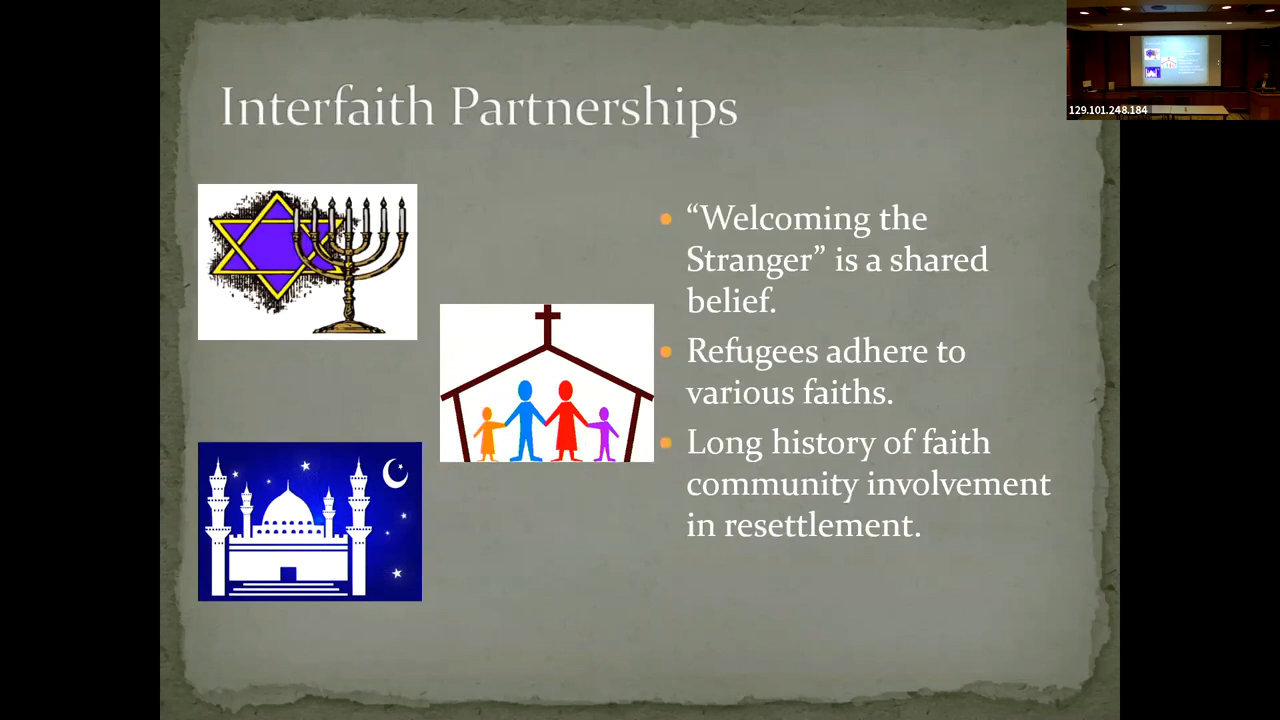 Interfaith Partnerships
“Welcoming the
Stranger” is a shared
belief.
Refugees adhere to
various faiths.
Long history of faith
community involvement
in resettlement.
129.101.248.184